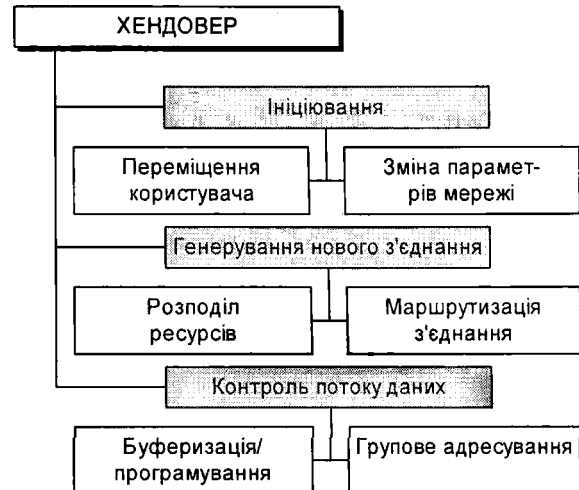 ХЕНДОВЕР
Ініціювання
Переміщення
користувача
Зміна парамет-
рів мережі
Генерування нового з'єднання
Розподіл
ресурсів
Маршрутизація
з'єднання
Контроль потоку даних
Буферизація/
програмування
Групове адресування